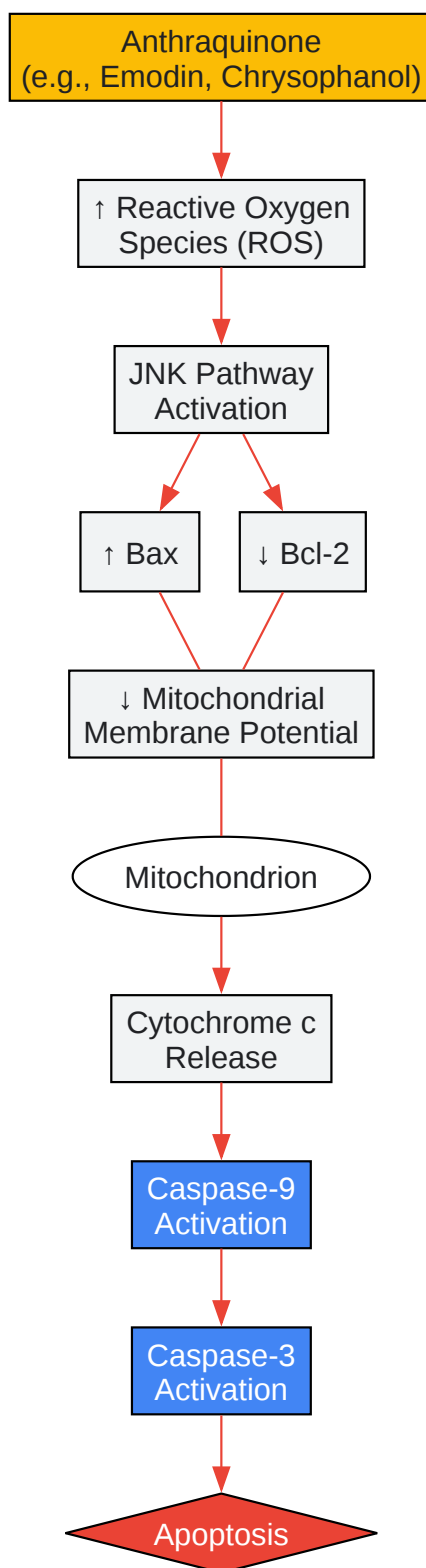 Anthraquinone
(e.g., Emodin, Chrysophanol)
↑ Reactive Oxygen
Species (ROS)
JNK Pathway
Activation
↑ Bax
↓ Bcl-2
↓ Mitochondrial
Membrane Potential
Mitochondrion
Cytochrome c
Release
Caspase-9
Activation
Caspase-3
Activation
Apoptosis